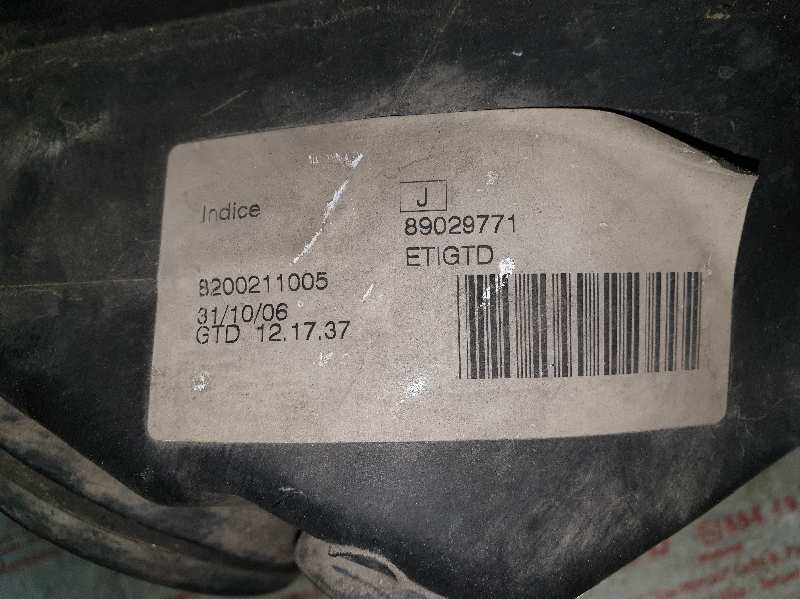 Indice
J
89029771
ETIGTD
8200211005
31/10/06
GTD 12.17.37